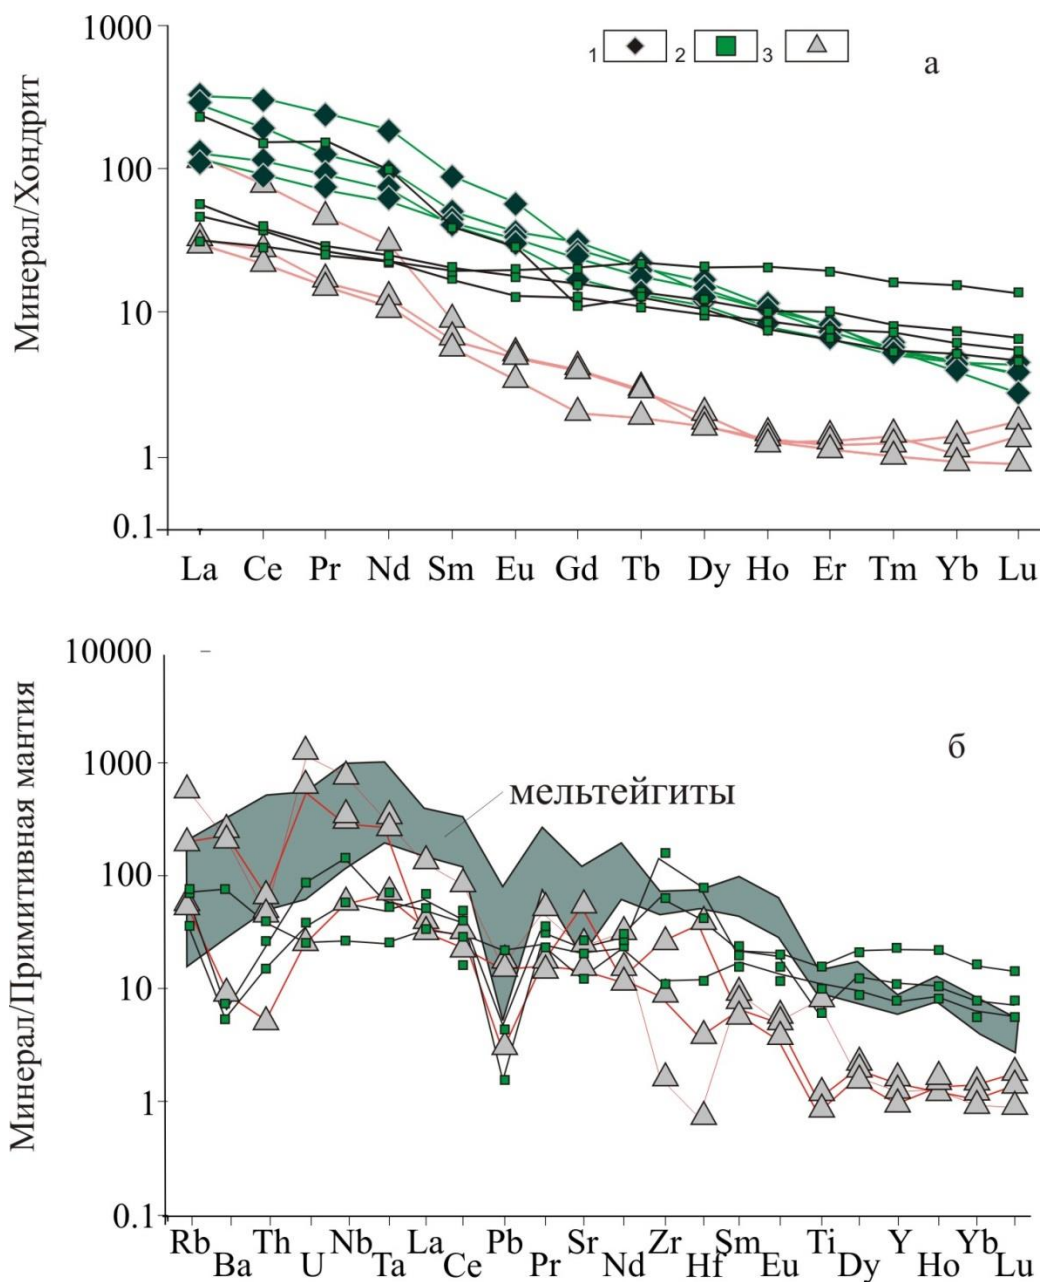 1000
1 2 3 а
100
10
1
0.1
Минерал/Хондрит
La Ce Pr Nd Sm Eu Gd Tb Dy Ho Er Tm Yb Lu
10000
б
1000
мельтейгиты
100
10
1
0.1
Минерал/Примитивная мантия
Rb Th Nb La Pb Sr Zr Sm Ti Y Yb
Ba U Ta Ce Pr Nd Hf Eu Dy Ho Lu